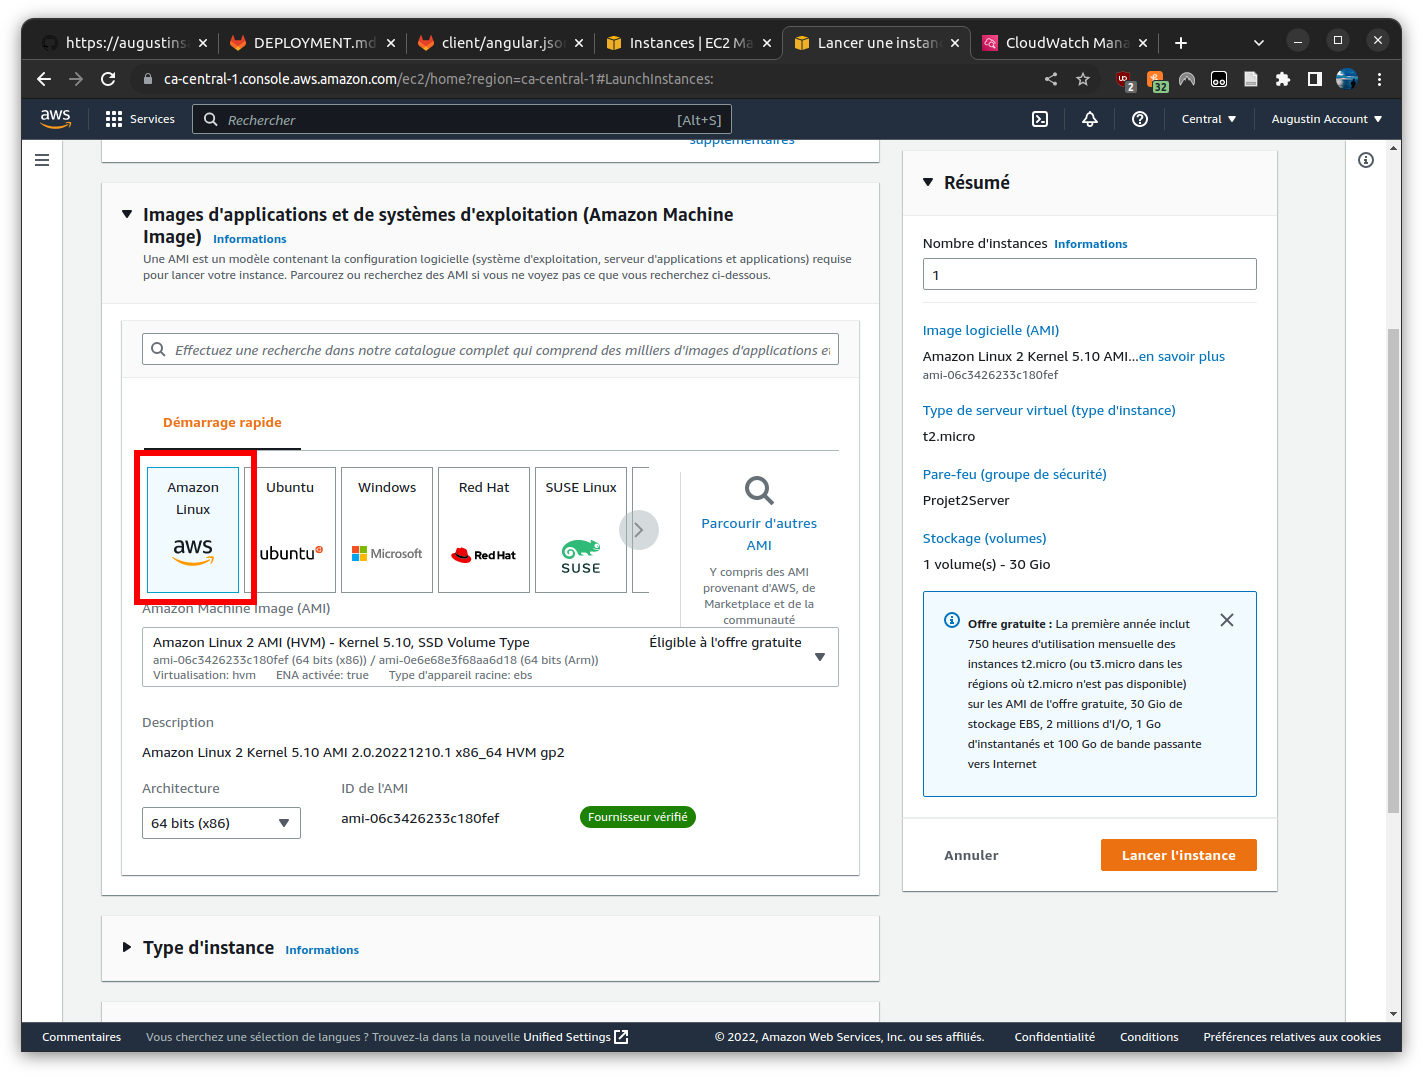 https://augustins
DEPLOYMENT.md
client/angular.jso
Instances | EC2 Ma
Lancer une instan
CloudWatch Mana
ca-central-1.console.aws.amazon.com/ec2/home?region=ca-central-1#LaunchInstances:
2
32
aws
Services
Rechercher
[Alt+S]
Central
Augustin Account
supplémentaires
Images d'applications et de systèmes d'exploitation (Amazon Machine
Image) Informations
Une AMI est un modèle contenant la configuration logicielle (système d'exploitation, serveur d'applications et applications) requise
pour lancer votre instance. Parcourez ou recherchez des AMI si vous ne voyez pas ce que vous recherchez ci-dessous.
Effectuez une recherche dans notre catalogue complet qui comprend des milliers d'images d'applications et
Démarrage rapide
Amazon
Linux
aws
Ubuntu
ubuntu
Windows
Microsoft
Red Hat
Red Hat
SUSE Linux
SUSE
Parcourir d'autres
AMI
Y compris des AMI
provenant d'AWS, de
Marketplace et de la
communauté
Amazon Machine Image (AMI)
Amazon Linux 2 AMI (HVM) - Kernel 5.10, SSD Volume Type
Éligible à l'offre gratuite
ami-06c3426233c180fef (64 bits (x86)) / ami-0e6e68e3f68aa6d18 (64 bits (Arm))
Virtualisation: hvm ENA activée: true Type d'appareil racine: ebs
Description
Amazon Linux 2 Kernel 5.10 AMI 2.0.20221210.1 x86_64 HVM gp2
Architecture
64 bits (x86)
ID de l'AMI
ami-06c3426233c180fef
Fournisseur vérifié
Type d'instance Informations
Résumé
Nombre d'instances Informations
1
Image logicielle (AMI)
Amazon Linux 2 Kernel 5.10 AMI...en savoir plus
ami-06c3426233c180fef
Type de serveur virtuel (type d'instance)
t2.micro
Pare-feu (groupe de sécurité)
Projet2Server
Stockage (volumes)
1 volume(s) - 30 Gio
Offre gratuite : La première année inclut
750 heures d'utilisation mensuelle des
instances t2.micro (ou t3.micro dans les
régions où t2.micro n'est pas disponible)
sur les AMI de l'offre gratuite, 30 Gio de
stockage EBS, 2 millions d'I/O, 1 Go
d'instantanés et 100 Go de bande passante
vers Internet
Annuler
Lancer l'instance
Commentaires
Vous cherchez une sélection de langues ? Trouvez-la dans la nouvelle Unified Settings
© 2022, Amazon Web Services, Inc. ou ses affiliés.
Confidentialité
Conditions
Préférences relatives aux cookies